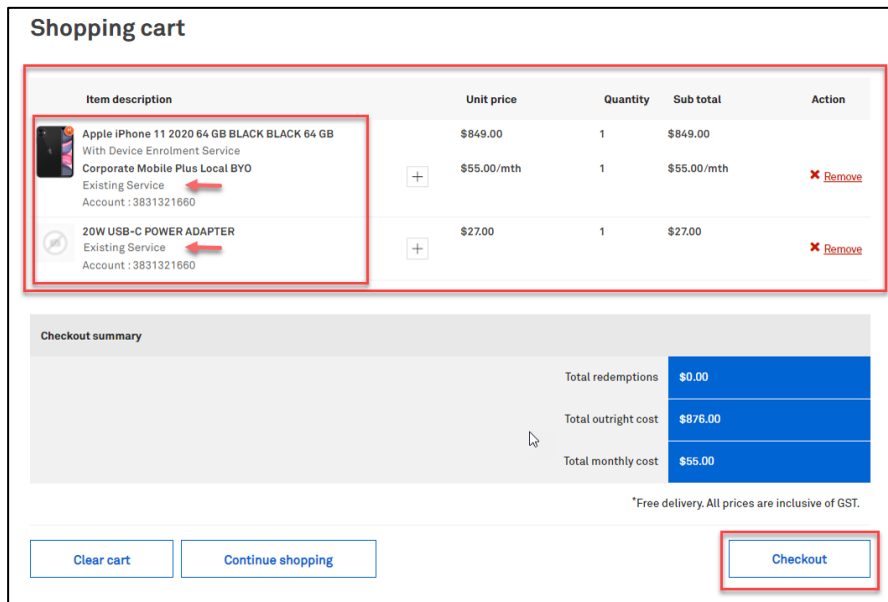 Shopping cart
Item description Unit price Quantity Sub total Action
Apple iPhone 11 2020 64 GB BLACK BLACK 64 GB $849.00 1 $849.00
With Device Enrolment Service
Corporate Mobile Plus Local BYO $55.00/mth 1 $55.00/mth
Existing Service Remove
Account : 3831321660
20W USB-C POWER ADAPTER $27.00 1 $27.00
Existing Service Remove
Account : 3831321660
Checkout summary
Total redemptions $0.00
Total outright cost $876.00
Total monthly cost $55.00
*Free delivery. All prices are inclusive of GST.
Clear cart Continue shopping Checkout